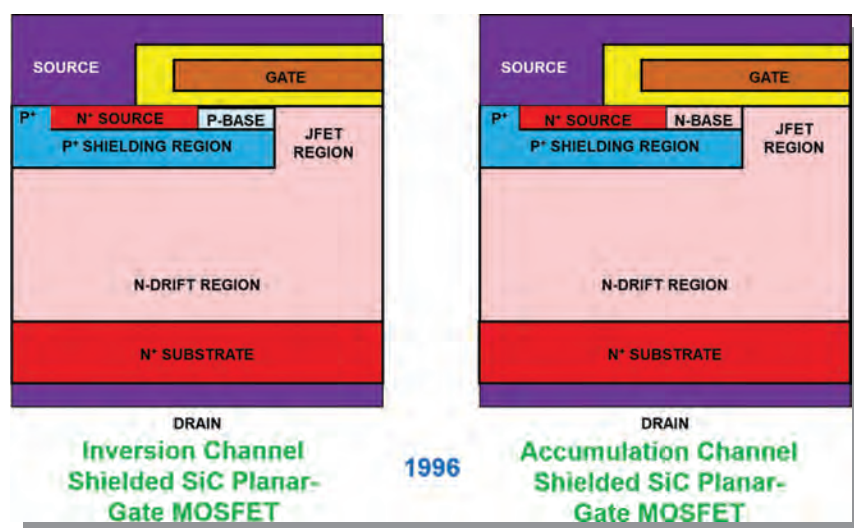 SOURCE
GATE
P⁺
N⁺ SOURCE
P-BASE
P⁺ SHIELDING REGION
JFET
REGION
N-DRIFT REGION
N⁺ SUBSTRATE
DRAIN
Inversion Channel
Shielded SiC Planar-
Gate MOSFET
1996
SOURCE
GATE
P⁺
N⁺ SOURCE
N-BASE
P⁺ SHIELDING REGION
JFET
REGION
N-DRIFT REGION
N⁺ SUBSTRATE
DRAIN
Accumulation Channel
Shielded SiC Planar-
Gate MOSFET